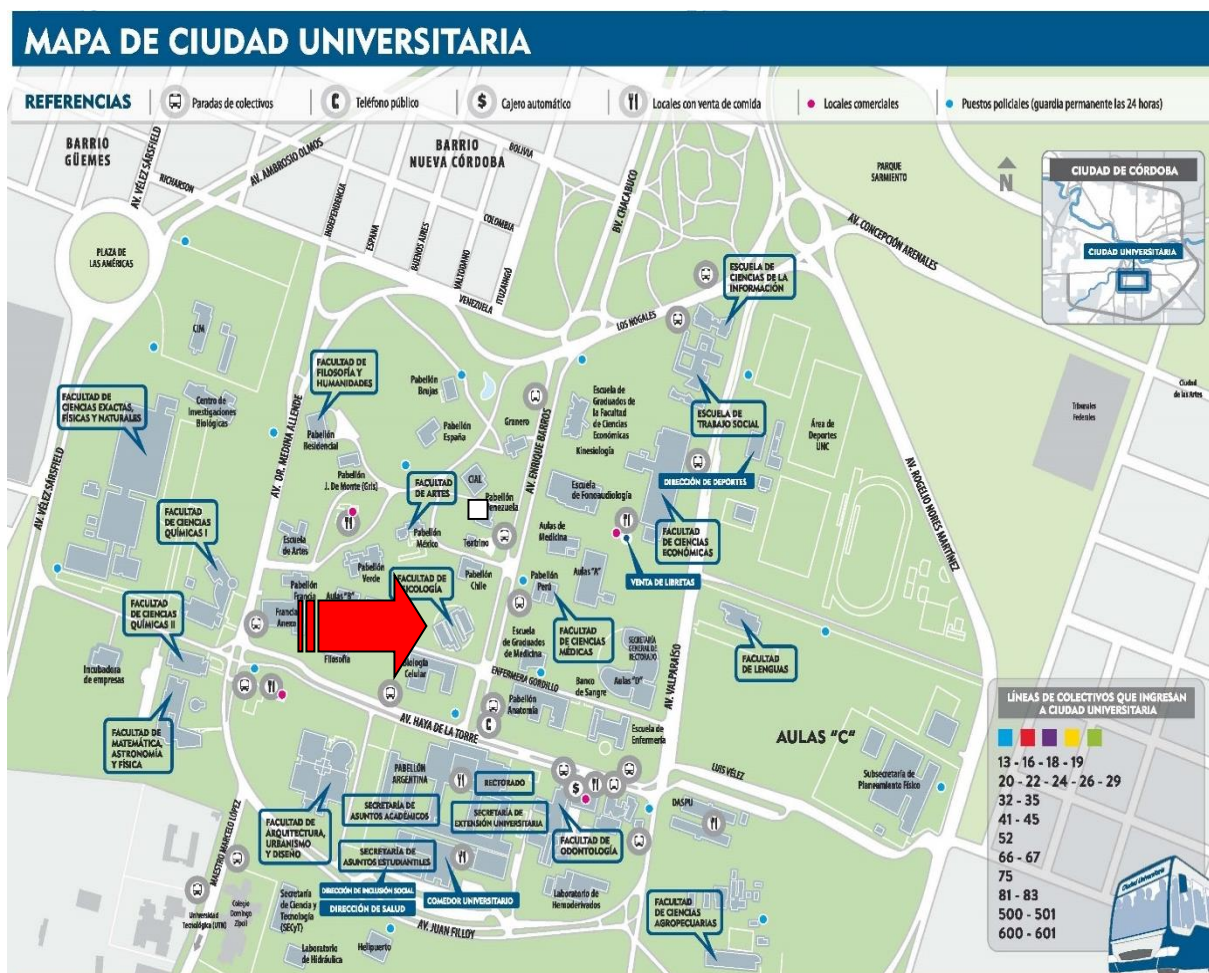 MAPA DE CIUDAD UNIVERSITARIA
REFERENCIAS
Paradas de colectivos
Teléfono público
Cajero automático
Locales con venta de comida
Locales comerciales
Puestos policiales (guardia permanente las 24 horas)
BARRIO
GÜEMES
AV. VÉLEZ SÁRSFIELD
RICHARSON
AV. AMBROSIO OLMOS
BARRIO
NUEVA CÓRDOBA
BOLIVIA
INDEPENDENCIA
ESPAÑA
BUENOS AIRES
VALTODANO
COLOMBIA
ITUZAINGÓ
VENEZUELA
BV. CHACABUCO
PARQUE
SARMIENTO
N
AV. CONCEPCIÓN ARENALES
CIUDAD DE CÓRDOBA
CIUDAD UNIVERSITÁRIA
PLAZA DE
LAS AMÉRICAS
ESCUELA DE
CIENCIAS DE LA
INFORMACIÓN
LOS NOGALES
CIM
FACULTAD DE
FILOSOFÍA Y
HUMANIDADES
Pabellón
Brujas
FACULTAD DE
CIENCIAS EXACTAS,
FÍSICAS Y NATURALES
Centro de
Investigaciones
Biológicas
AV. DR. MEDINA ALLENDE
Pabellón
Residencial
Pabellón
España
Granero
AV. ENRIQUE BARROS
Escuela de
Graduados de
la Facultad
de Ciencias
Económicas
Kinesiología
ESCUELA DE
TRABAJO SOCIAL
Área de
Deportes
UNC
Tribunales
Federales
Ciudad
de las Artes
AV. VÉLEZ SÁRSFIELD
Pabellón
J. De Monte (Gris)
FACULTAD
DE ARTES
CIAL
Pabellón
Escuela
de Fonoaudiología
DIRECCIÓN DE DEPORTES
AV. ROGELIO NORES MARTÍNEZ
FACULTAD
DE CIENCIAS
QUÍMICAS I
Escuela
de Artes
Pabellón
México
Teatrino
Aulas de
Medicina
FACULTAD
DE CIENCIAS
ECONÓMICAS
VENTA DE LIBRETAS
Pabellón
Verde
FACULTAD DE
Pabellón
Chile
Pabellón
Perú
Aulas "A"
Pabellón
Francia
Aulas "B"
FACULTAD
DE CIENCIAS
QUÍMICAS II
Anexo
Filosofía
Celular
Escuela
de Graduados
de Medicina
FACULTAD
DE CIENCIAS
MÉDICAS
SECRETARÍA
GENERAL DE
RECTORADO
FACULTAD
DE LENGUAS
Incubadora
de empresas
ENFERMERA GORDILLO
Banco
de Sangre
Aulas "D"
AV. VALPARAÍSO
Pabellón
Anatomía
AV. HAYA DE LA TORRE
Escuela de
Enfermería
AULAS "C"
FACULTAD DE
MATEMÁTICA,
ASTRONOMÍA
Y FÍSICA
LUIS VÉLEZ
Subsecretaría de
Planeamiento Físico
PABELLÓN
ARGENTINA
RECTORADO
SECRETARÍA DE
ASUNTOS ACADÉMICOS
SECRETARÍA DE
EXTENSIÓN UNIVERSITARIA
DASPU
FACULTAD DE
ARQUITECTURA,
URBANISMO
Y DISEÑO
SECRETARÍA DE
ASUNTOS ESTUDIANTILES
FACULTAD DE
ODONTOLOGÍA
MAESTRO MARCELO LÓPEZ
DIRECCIÓN DE INCLUSIÓN SOCIAL
DIRECCIÓN DE SALUD
COMEDOR UNIVERSITARIO
Laboratorio de
Hemoderivados
FACULTAD
DE CIENCIAS
AGROPECUARIAS
Universidad
Tecnológica (UTN)
Colegio
Domingo
Zípoli
Secretaría
de Ciencia y
Tecnología
(SECyT)
AV. JUAN FILLOY
Laboratorio
de Hidráulica
Helipuerto
LÍNEAS DE COLECTIVOS QUE INGRESAN
A CIUDAD UNIVERSITARIA
13 - 16 - 18 - 19
20 - 22 - 24 - 26 - 29
32 - 35
41 - 45
52
66 - 67
75
81 - 83
500 - 501
600 - 601
Ciudad Universitaria